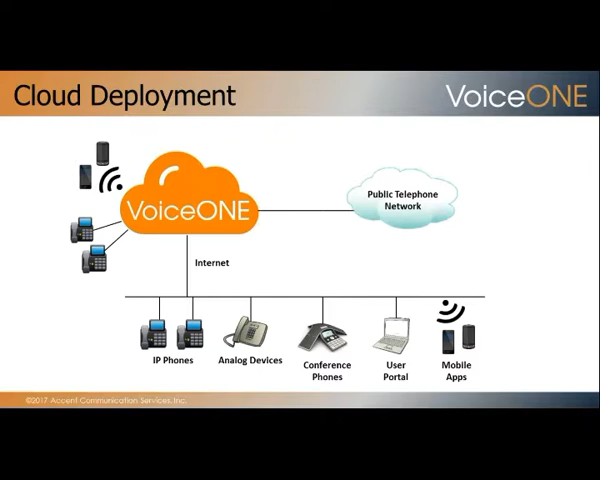 Cloud Deployment
VoiceONE
VoiceONE
Public Telephone
Network
Internet
IP Phones
Analog Devices
Conference
Phones
User
Portal
Mobile
Apps
©2017 Accent Communication Services, Inc.